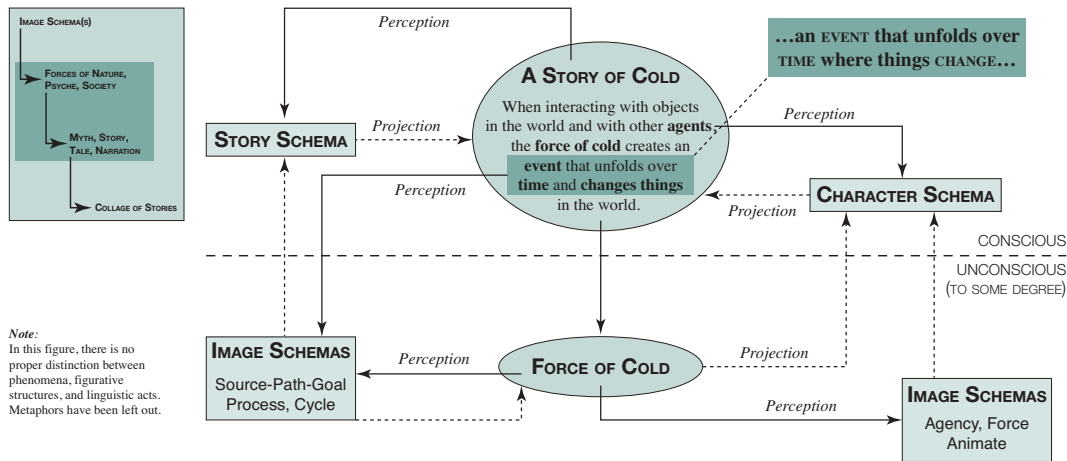 IMAGE SCHEMA(S)
FORCES OF NATURE,
PSYCHE, SOCIETY
MYTH, STORY,
TALE, NARRATION
COLLAGE OF STORIES
Perception
…an EVENT that unfolds over
TIME where things CHANGE…
A STORY OF COLD
When interacting with objects
in the world and with other agents,
the force of cold creates an
event that unfolds over
time and changes things
in the world.
STORY SCHEMA
Projection
Perception
Perception
CHARACTER SCHEMA
Projection
CONSCIOUS
UNCONSCIOUS
(TO SOME DEGREE)
Note:
In this figure, there is no
proper distinction between
phenomena, figurative
structures, and linguistic acts.
Metaphors have been left out.
IMAGE SCHEMAS
Source-Path-Goal
Process, Cycle
Perception
FORCE OF COLD
Projection
Perception
IMAGE SCHEMAS
Agency, Force
Animate